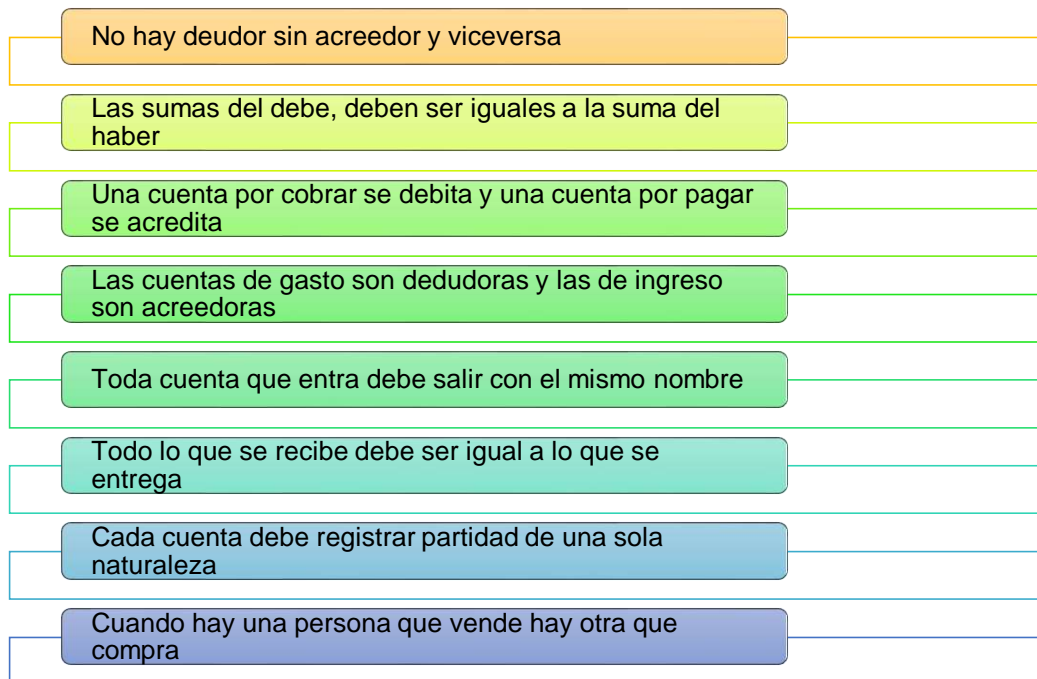 No hay deudor sin acreedor y viceversa
Las sumas del debe, deben ser iguales a la suma del
haber
Una cuenta por cobrar se debita y una cuenta por pagar
se acredita
Las cuentas de gasto son dedudoras y las de ingreso
son acreedoras
Toda cuenta que entra debe salir con el mismo nombre
Todo lo que se recibe debe ser igual a lo que se
entrega
Cada cuenta debe registrar partidad de una sola
naturaleza
Cuando hay una persona que vende hay otra que
compra